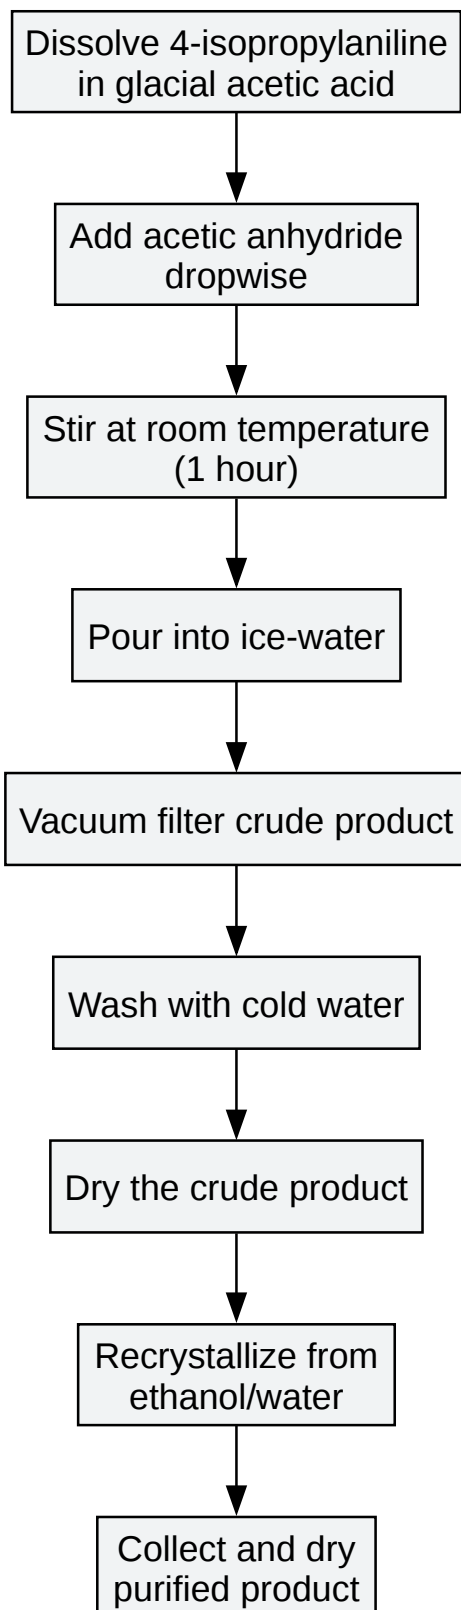 Dissolve 4-isopropylaniline
in glacial acetic acid
Add acetic anhydride
dropwise
Stir at room temperature
(1 hour)
Pour into ice-water
Vacuum filter crude product
Wash with cold water
Dry the crude product
Recrystallize from
ethanol/water
Collect and dry
purified product